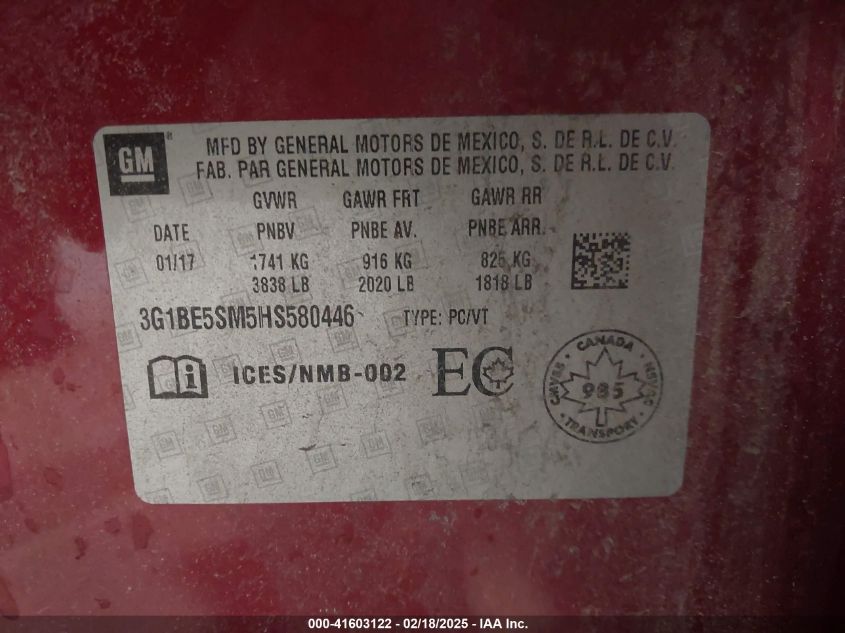 GM®
MFD BY GENERAL MOTORS DE MEXICO, S. DE R.L. DE C.V.
FAB. PAR GENERAL MOTORS DE MEXICO, S. DE R.L. DE C.V.
GVWR GAWR FRT GAWR RR
DATE PNBV PNBE AV. PNBE ARR.
01/17 1741 KG 916 KG 825 KG
3838 LB 2020 LB 1818 LB
3G1BE5SM5HS580446 TYPE: PC/VT
i ICES/NMB-002 EC
CANADA
CMVSS 985 NSVAC
TRANSPORT
000-41603122 - 02/18/2025 - IAA Inc.